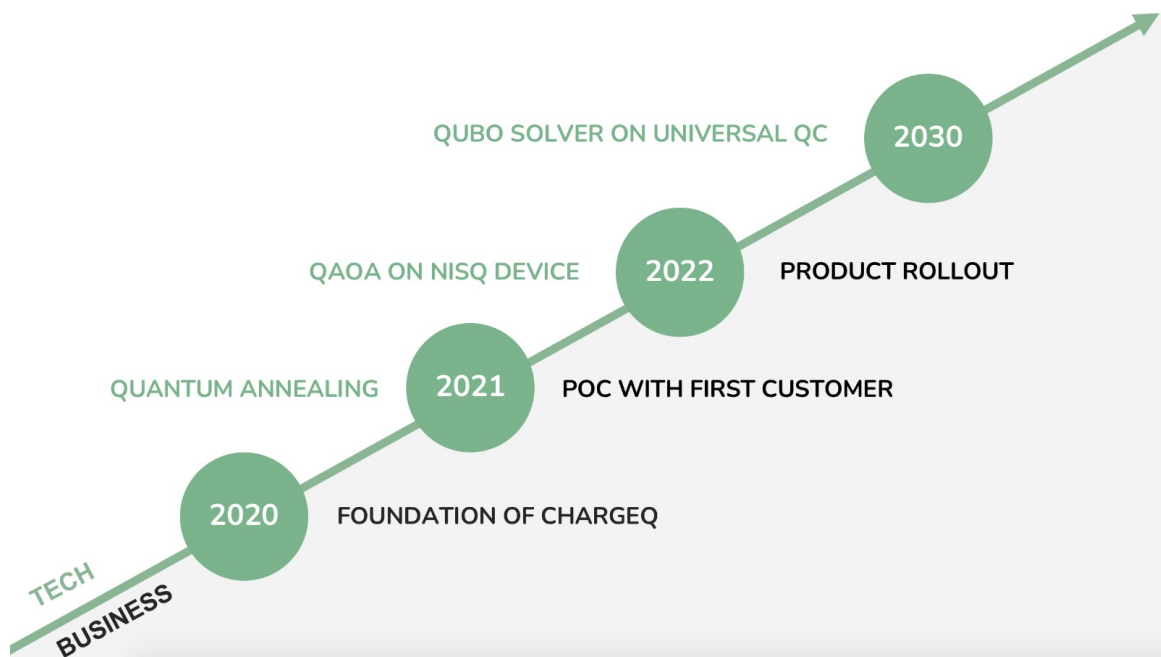 QUBO SOLVER ON UNIVERSAL QC
2030
QAOA ON NISQ DEVICE
2022
PRODUCT ROLLOUT
QUANTUM ANNEALING
2021
POC WITH FIRST CUSTOMER
2020
FOUNDATION OF CHARGEQ
TECH
BUSINESS